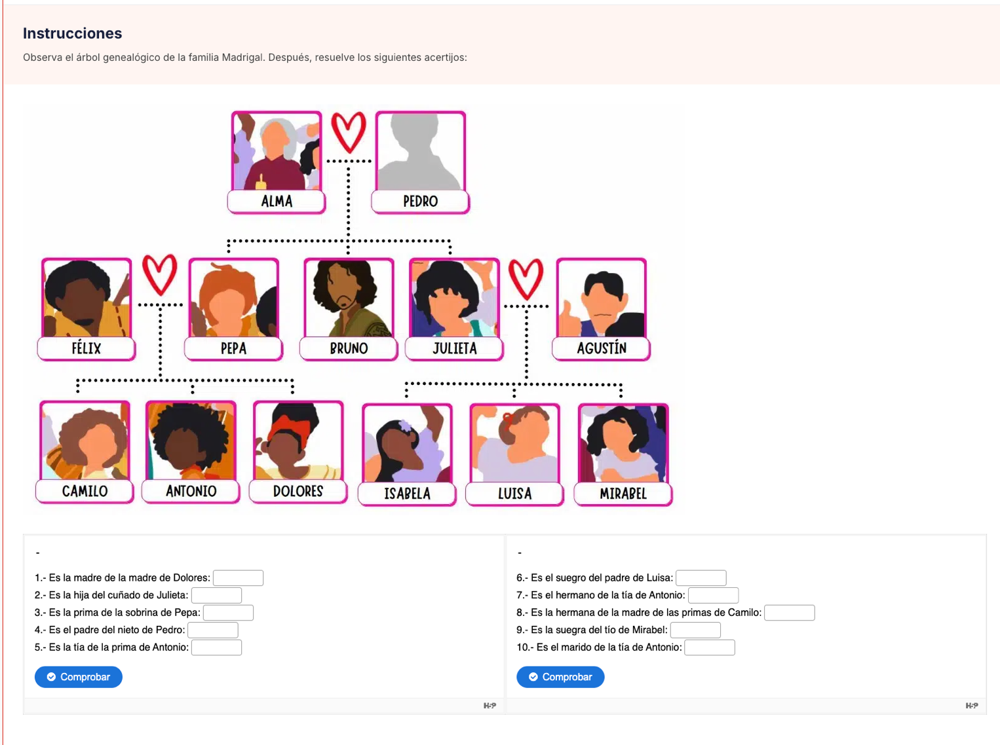 Instrucciones
Observa el árbol genealógico de la familia Madrigal. Después, resuelve los siguientes acertijos:
ALMA
PEDRO
FÉLIX
PEPA
BRUNO
JULIETA
AGUSTÍN
CAMILO
ANTONIO
DOLORES
ISABELA
LUISA
MIRABEL
-
1.- Es la madre de la madre de Dolores:
2.- Es la hija del cuñado de Julieta:
3.- Es la prima de la sobrina de Pepa:
4.- Es el padre del nieto de Pedro:
5.- Es la tía de la prima de Antonio:
Comprobar
H5P
-
6.- Es el suegro del padre de Luisa:
7.- Es el hermano de la tía de Antonio:
8.- Es la hermana de la madre de las primas de Camilo:
9.- Es la suegra del tío de Mirabel:
10.- Es el marido de la tía de Antonio:
Comprobar
H5P